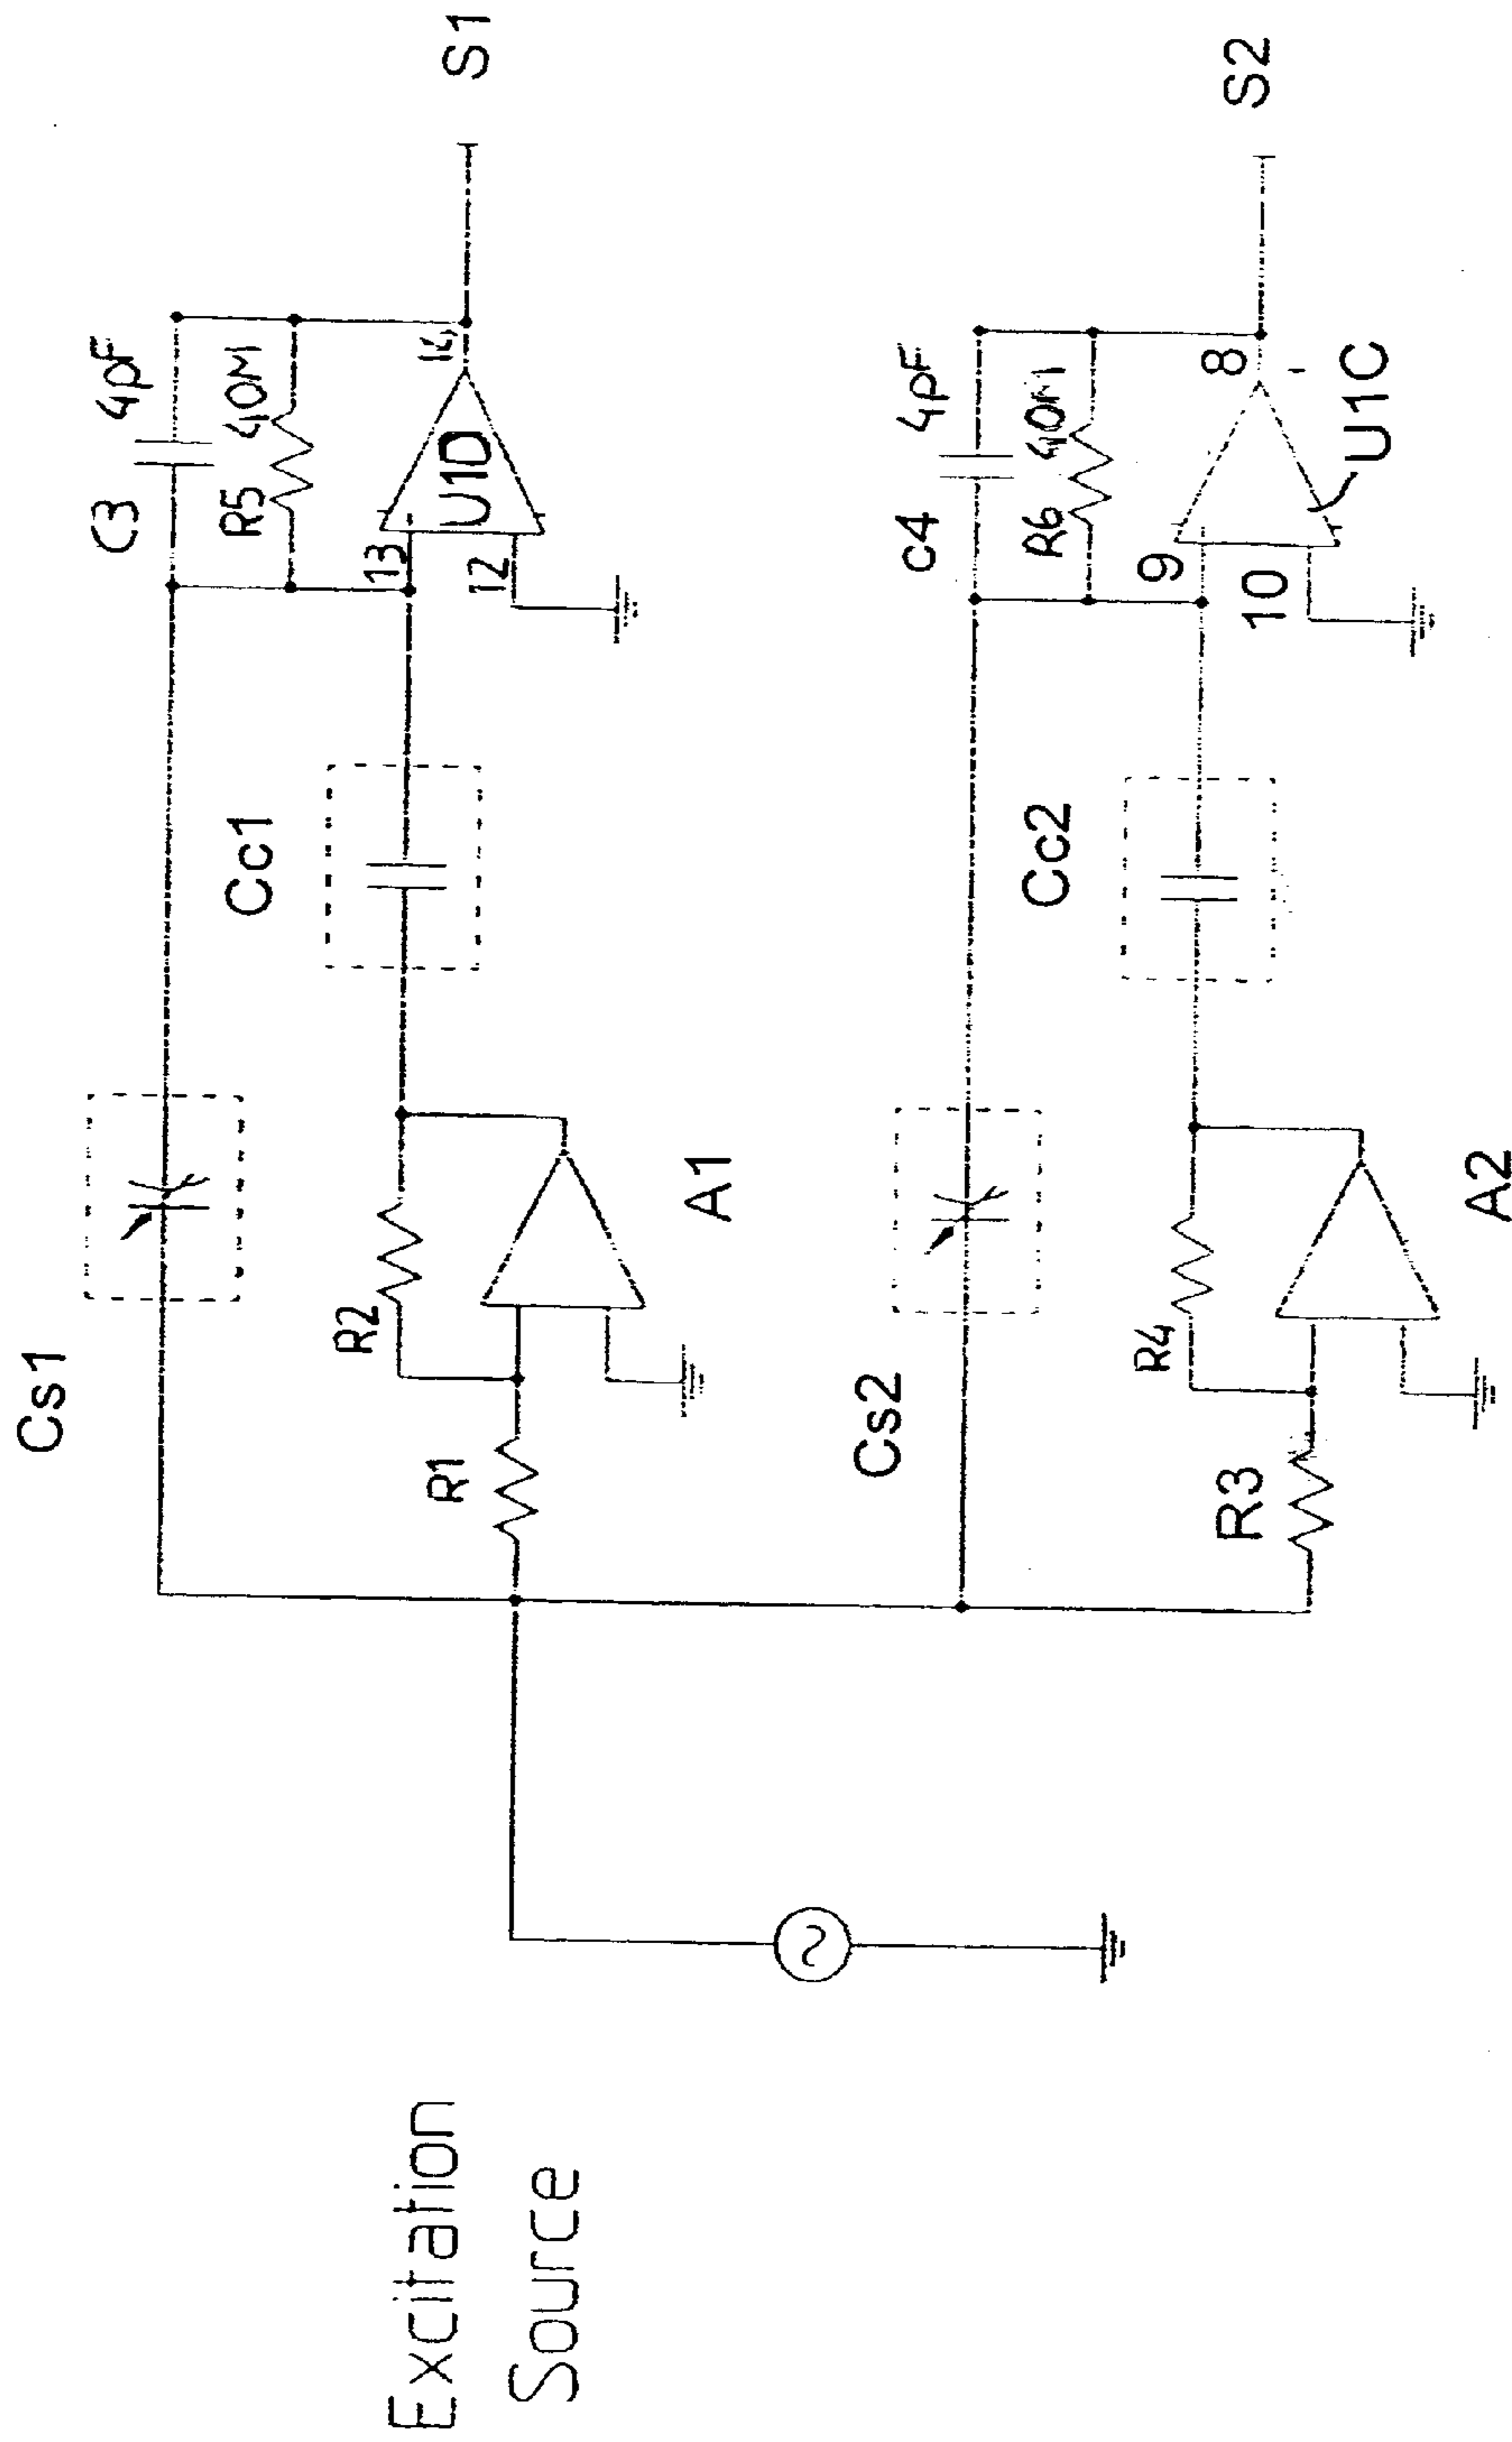 Excitation
Source
Cs1
R1
R2
A1
Cc1
C3
4pF
R5
40M
13
12
U1D
S1
Cs2
R3
R4
A2
Cc2
c4
4pF
R6
40M
9
10
8
U1C
S2